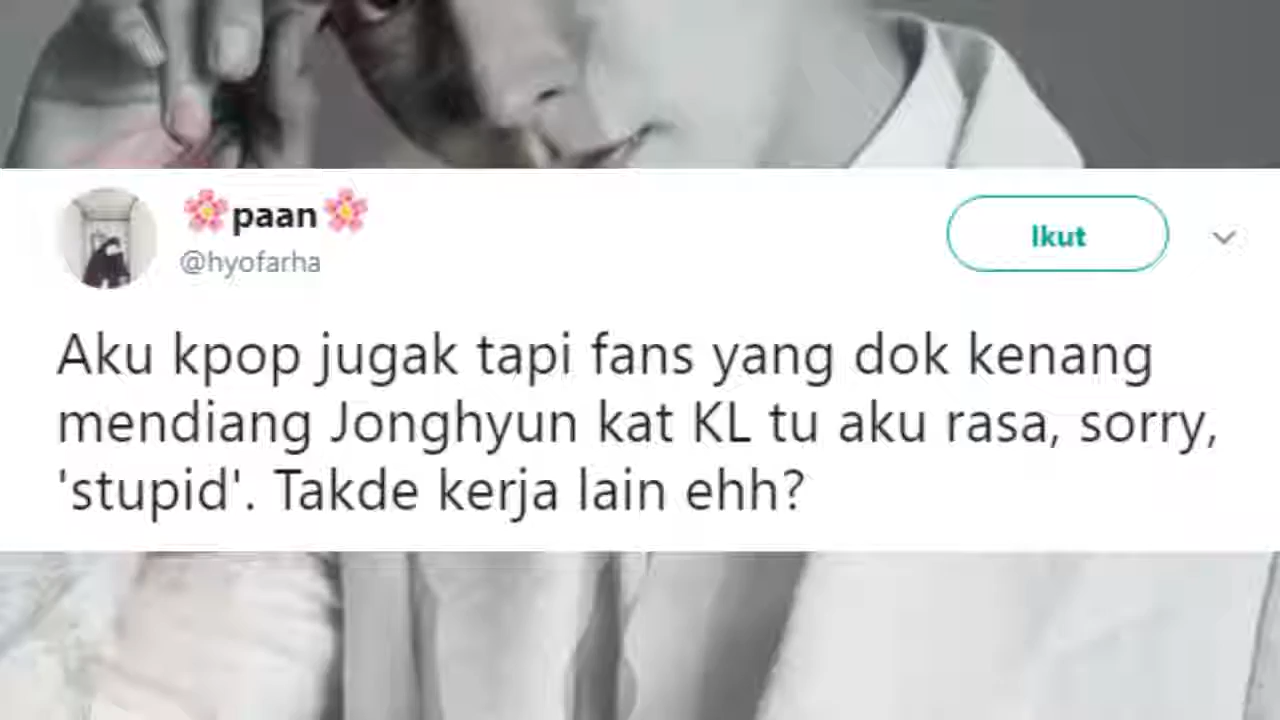 🌸paan🌸
@hyofarha
Ikut
Aku kpop jugak tapi fans yang dok kenang
mendiang Jonghyun kat KL tu aku rasa, sorry,
'stupid'. Takde kerja lain ehh?